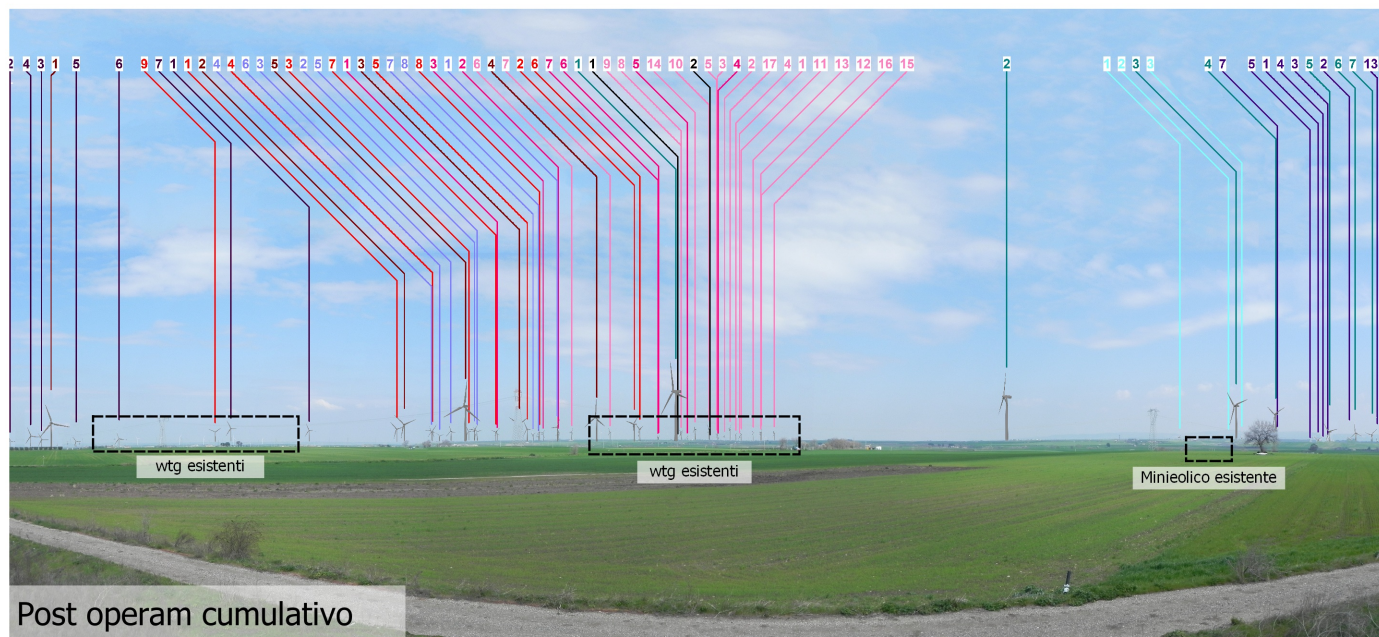 2 4 3 1 5 6 9 7 1 1 2 4 4 6 3 5 3 2 5 7 1 3 5 7 8 8 3 1 2 6 4 7 2 6 7 6 1 1 9 8 5 14 10 2 5 3 4 2 17 4 1 11 13 12 16 15 2 1 2 3 3 4 7 5 1 4 3 2 5 6 7 13
wtg esistenti
wtg esistenti
Minieolico esistente
Post operam cumulativo